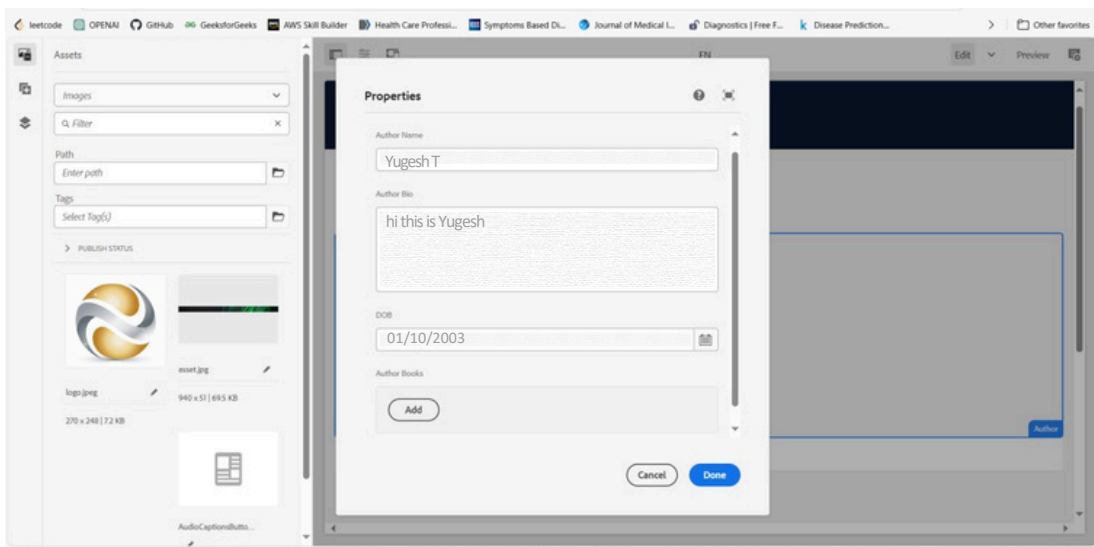 leetcode OPENAI GitHub GeeksforGeeks AWS Skill Builder Health Care Professi... Symptoms Based Di... Journal of Medical I... Diagnostics | Free F... Disease Prediction... Other favorites
Assets
EN
Edit
Preview
Images
Filter
Path
Enter path
Tags
Select Tag(s)
PUBLISH STATUS
logo.jpeg
270 x 248 | 7.2 KB
asset.jpg
940 x 51 | 69.5 KB
AudioCaptionsButto...
Properties
Author Name
Yugesh T
Author Bio
hi this is Yugesh
DOB
01/10/2003
Author Books
Add
Cancel
Done
Author